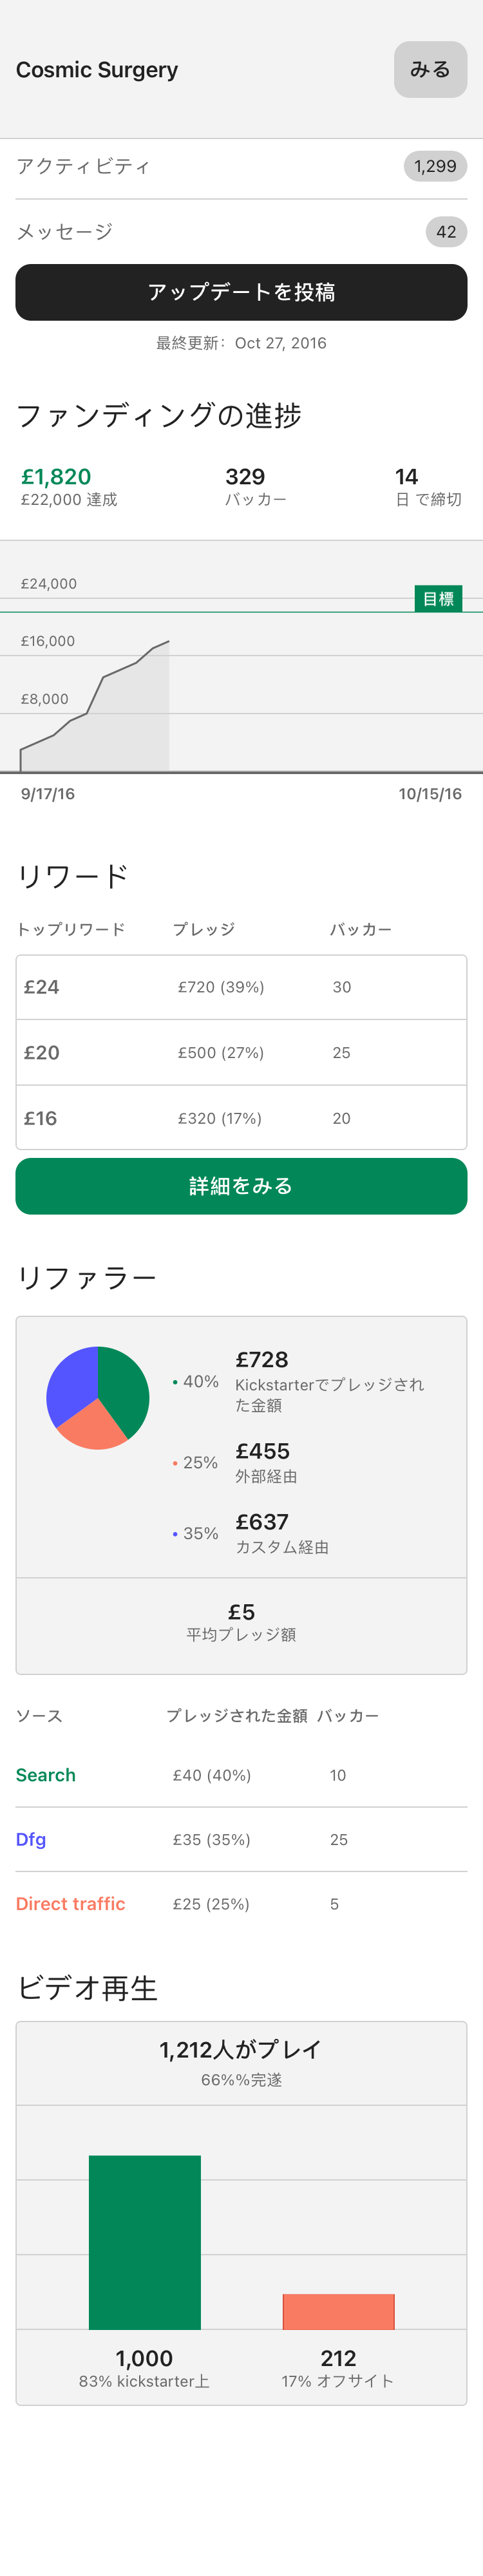 Cosmic Surgery
みる
アクティビティ
1,299
メッセージ
42
アップデートを投稿
最終更新: Oct 27, 2016
ファンディングの進捗
£1,820
£22,000 達成
329
バッカー
14
日 で締切
£24,000
目標
£16,000
£8,000
9/17/16
10/15/16
リワード
トップリワード プレッジ バッカー
£24 £720 (39%) 30
£20 £500 (27%) 25
£16 £320 (17%) 20
詳細をみる
リファラー
• 40%
£728
Kickstarterでプレッジされ
た金額
• 25%
£455
外部経由
• 35%
£637
カスタム経由
£5
平均プレッジ額
ソース プレッジされた金額 バッカー
Search £40 (40%) 10
Dfg £35 (35%) 25
Direct traffic £25 (25%) 5
ビデオ再生
1,212人がプレイ
66%%完遂
1,000
83% kickstarter上
212
17% オフサイト